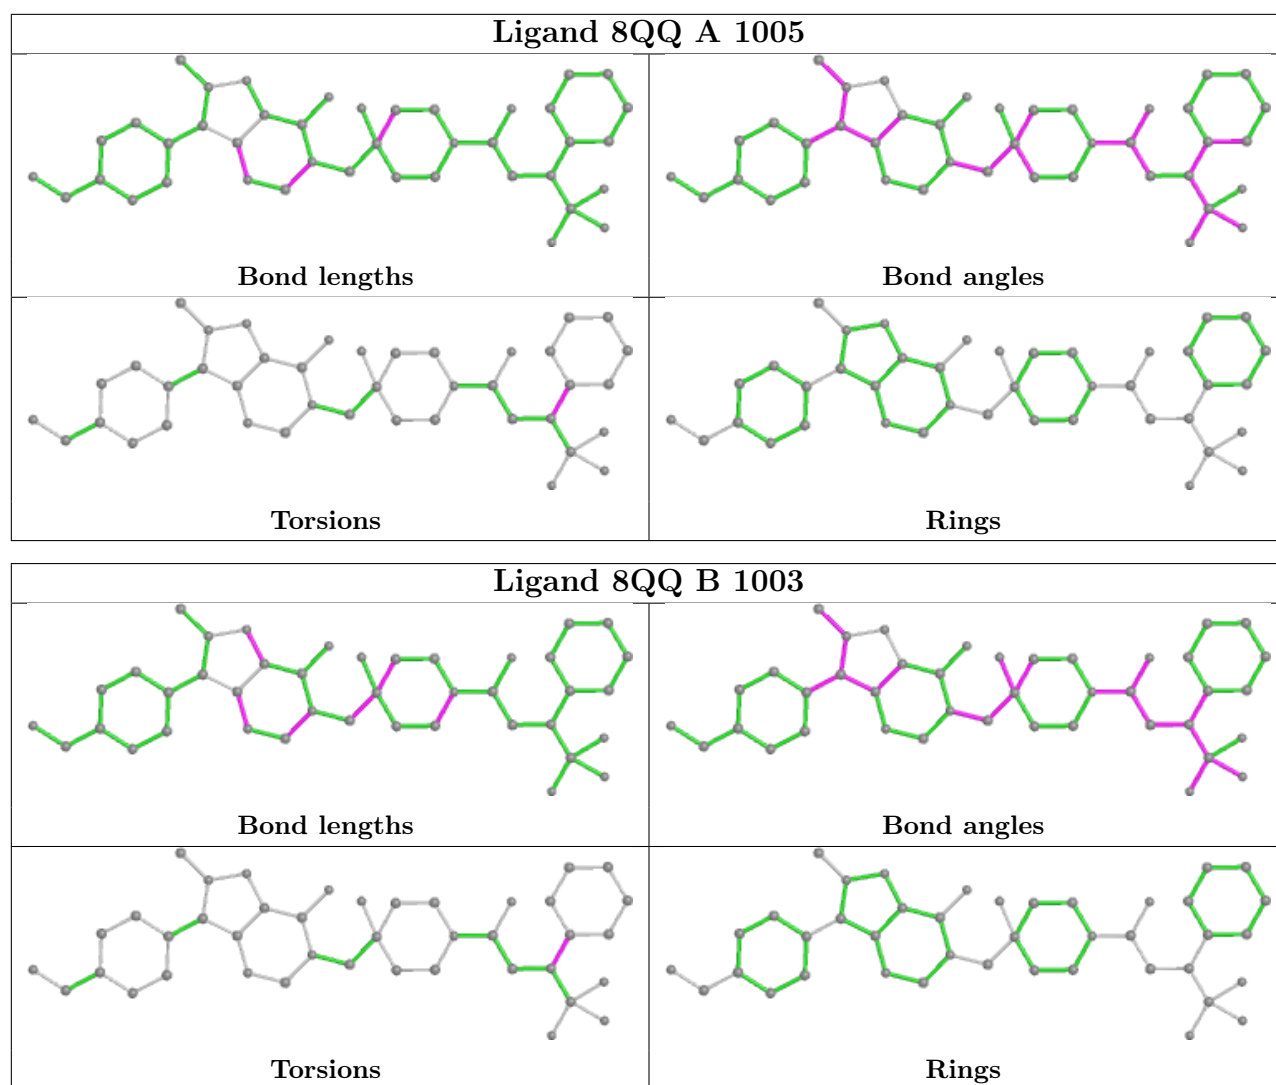 Ligand 8QQ A 1005
Bond lengths
Bond angles
Torsions
Rings
Ligand 8QQ B 1003
Bond lengths
Bond angles
Torsions
Rings